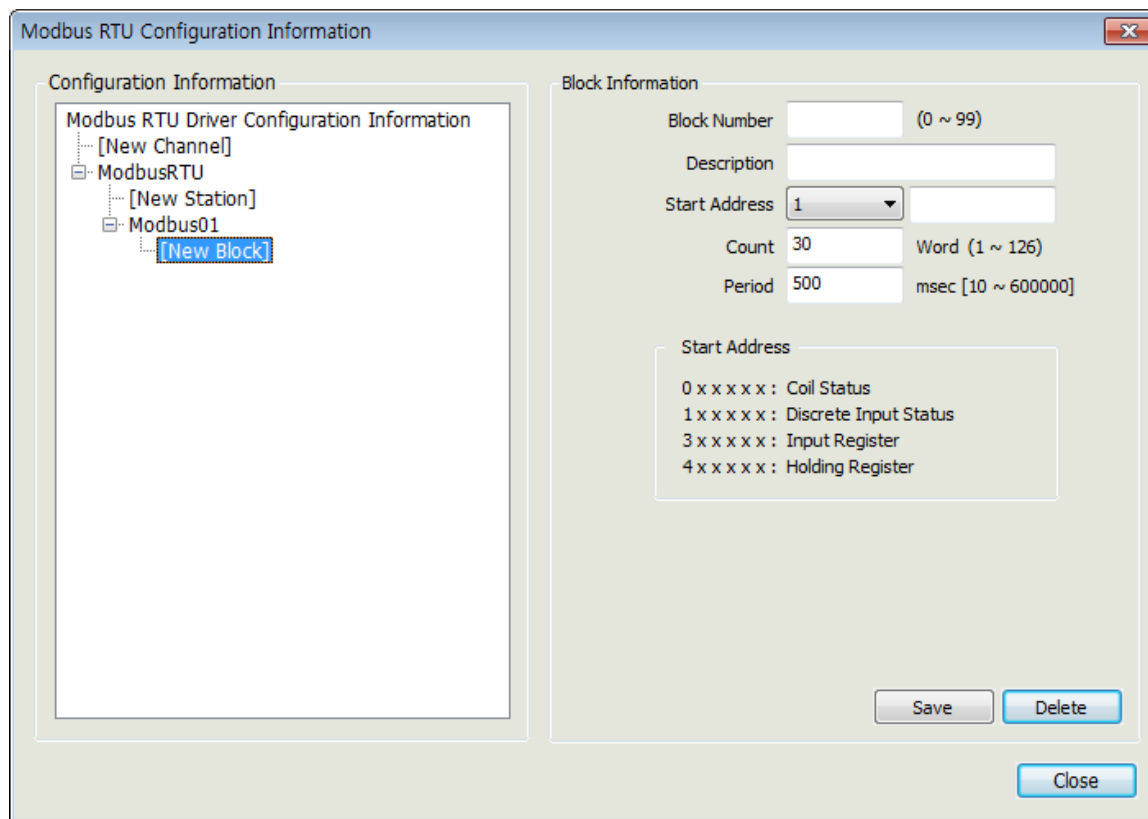 Modbus RTU Configuration Information
Configuration Information
Modbus RTU Driver Configuration Information
[New Channel]
ModbusRTU
[New Station]
Modbus01
[New Block]
Block Information
Block Number (0 ~ 99)
Description
Start Address 1
Count 30 Word (1 ~ 126)
Period 500 msec [10 ~ 600000]
Start Address
0 x x x x x : Coil Status
1 x x x x x : Discrete Input Status
3 x x x x x : Input Register
4 x x x x x : Holding Register
Save Delete
Close